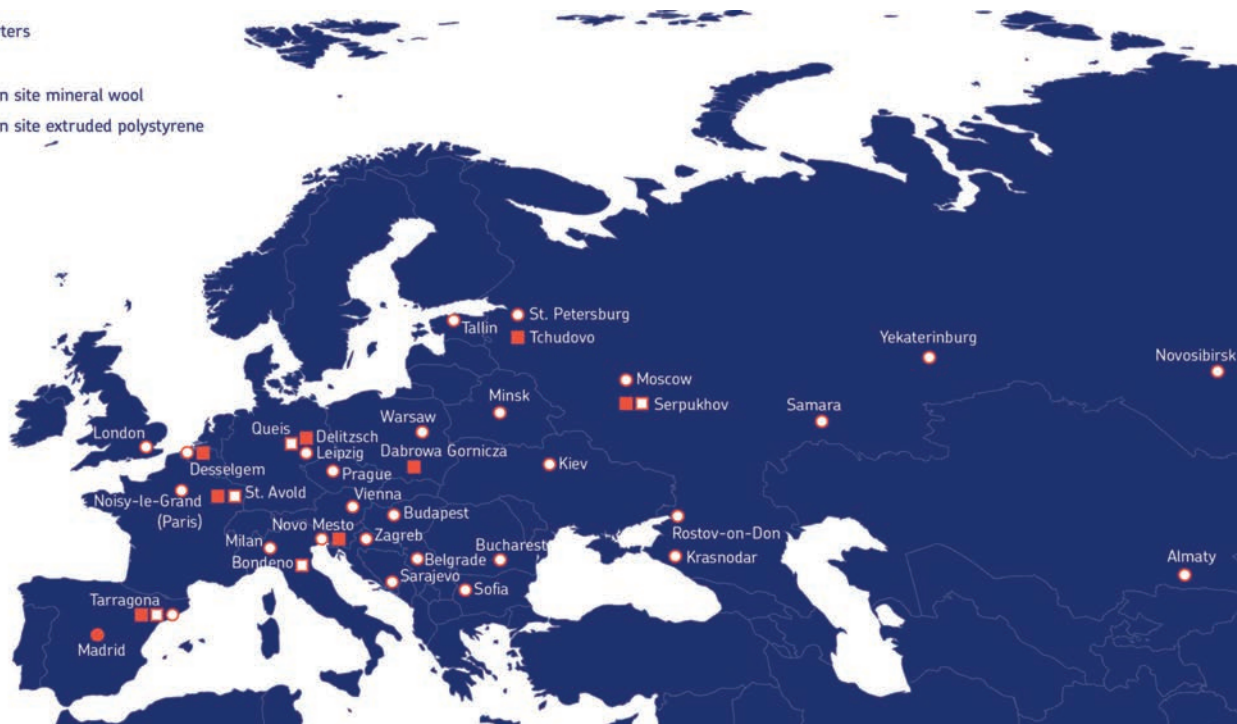 ters
n site mineral wool
n site extruded polystyrene
St. Petersburg
Tallin
Tchudovo
Yekaterinburg
Novosibirsk
Moscow
Minsk
Serpukhov
Samara
Warsaw
Queis
London
Delitzsch
Leipzig
Dabrowa Gornicza
Desselgem
Prague
Kiev
St. Avold
Noisy-le-Grand
(Paris)
Vienna
Budapest
Novo Mesto
Zagreb
Rostov-on-Don
Milan
Bucharest
Krasnodar
Almaty
Bondeno
Belgrade
Sarajevo
Sofia
Tarragona
Madrid